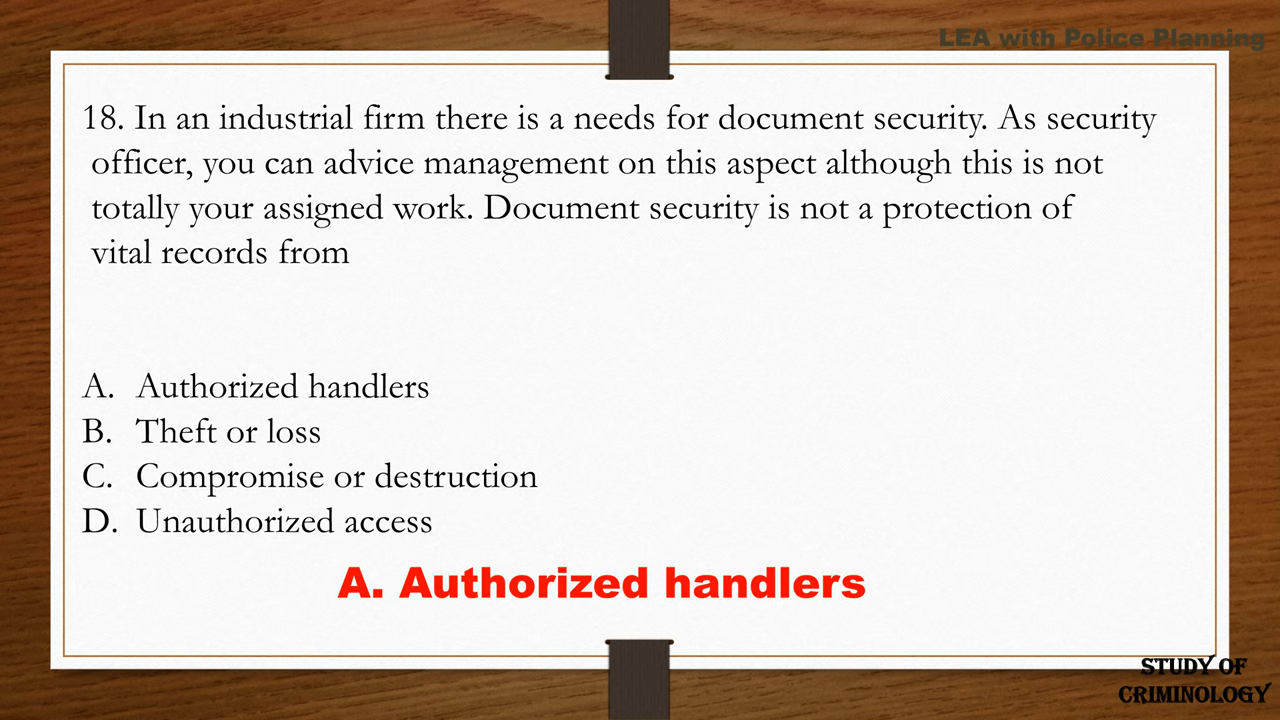 LEA with Police Planning
18. In an industrial firm there is a needs for document security. As security
officer, you can advice management on this aspect although this is not
totally your assigned work. Document security is not a protection of
vital records from
A. Authorized handlers
B. Theft or loss
C. Compromise or destruction
D. Unauthorized access
A. Authorized handlers
STUDY OF
CRIMINOLOGY